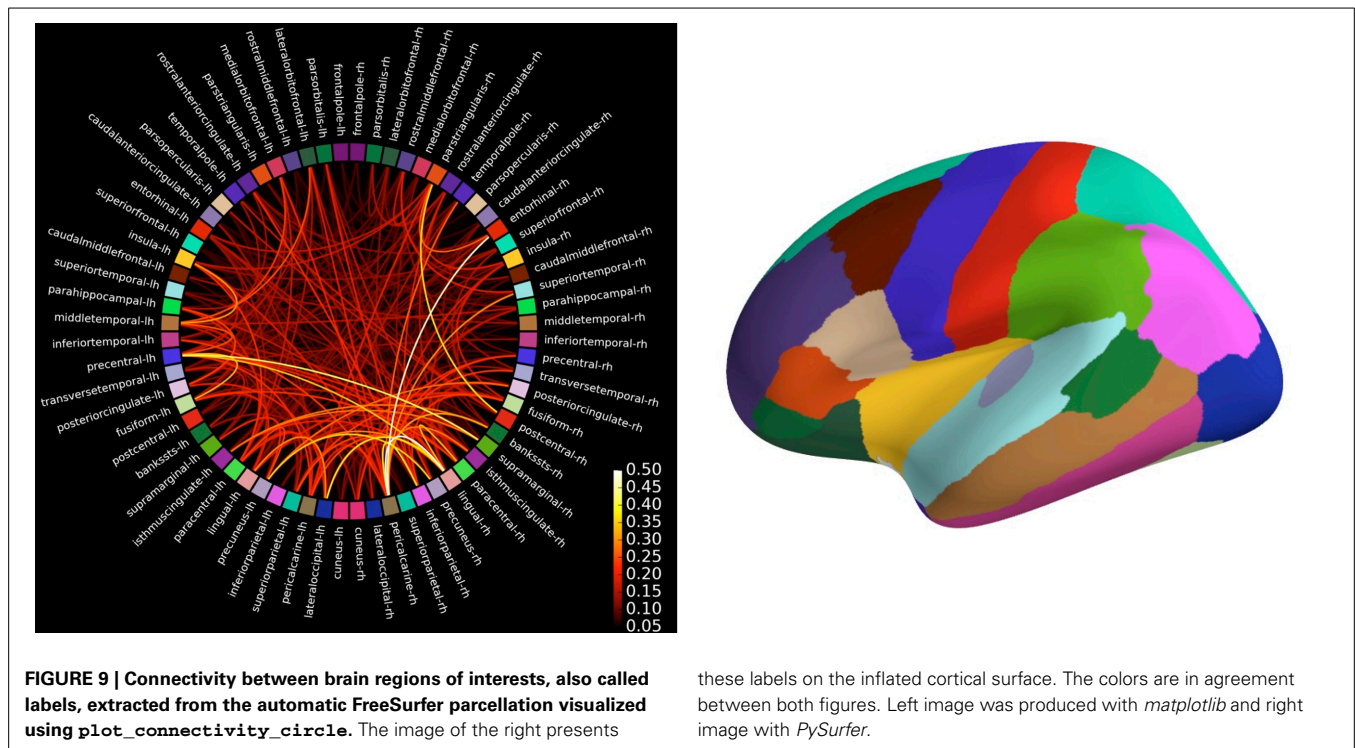 lateralorbitofrontal-lh
rostralmiddlefrontal-lh
medialorbitofrontal-lh
parstriangularis-lh
rostralanteriorcingulate-lh
temporalpole-lh
parsopercularis-lh
caudalanteriorcingulate-lh
entorhinal-lh
superiorfrontal-lh
insula-lh
caudalmiddlefrontal-lh
superiortemporal-lh
parahippocampal-lh
middletemporal-lh
inferiortemporal-lh
precentral-lh
transversetemporal-lh
posteriorcingulate-lh
fusiform-lh
postcentral-lh
bankssts-lh
supramarginal-lh
isthmuscingulate-lh
paracentral-lh
lingual-lh
precuneus-lh
inferiorparietal-lh
superiorparietal-lh
pericalcarine-lh
lateraloccipital-lh
cuneus-lh
cuneus-rh
lateraloccipital-rh
pericalcarine-rh
superiorparietal-rh
inferiorparietal-rh
precuneus-rh
lingual-rh
paracentral-rh
isthmuscingulate-rh
supramarginal-rh
bankssts-rh
postcentral-rh
fusiform-rh
posteriorcingulate-rh
transversetemporal-rh
precentral-rh
inferiortemporal-rh
middletemporal-rh
parahippocampal-rh
superiortemporal-rh
caudalmiddlefrontal-rh
insula-rh
superiorfrontal-rh
entorhinal-rh
caudalanteriorcingulate-rh
parsopercularis-rh
temporalpole-rh
rostralanteriorcingulate-rh
parstriangularis-rh
medialorbitofrontal-rh
rostralmiddlefrontal-rh
lateralorbitofrontal-rh
parsorbitalis-rh
frontalpole-rh
frontalpole-lh
parsorbitalis-lh
0.50
0.45
0.40
0.35
0.30
0.25
0.20
0.15
0.10
0.05
FIGURE 9 | Connectivity between brain regions of interests, also called
labels, extracted from the automatic FreeSurfer parcellation visualized
using plot_connectivity_circle. The image of the right presents
these labels on the inflated cortical surface. The colors are in agreement
between both figures. Left image was produced with matplotlib and right
image with PySurfer.